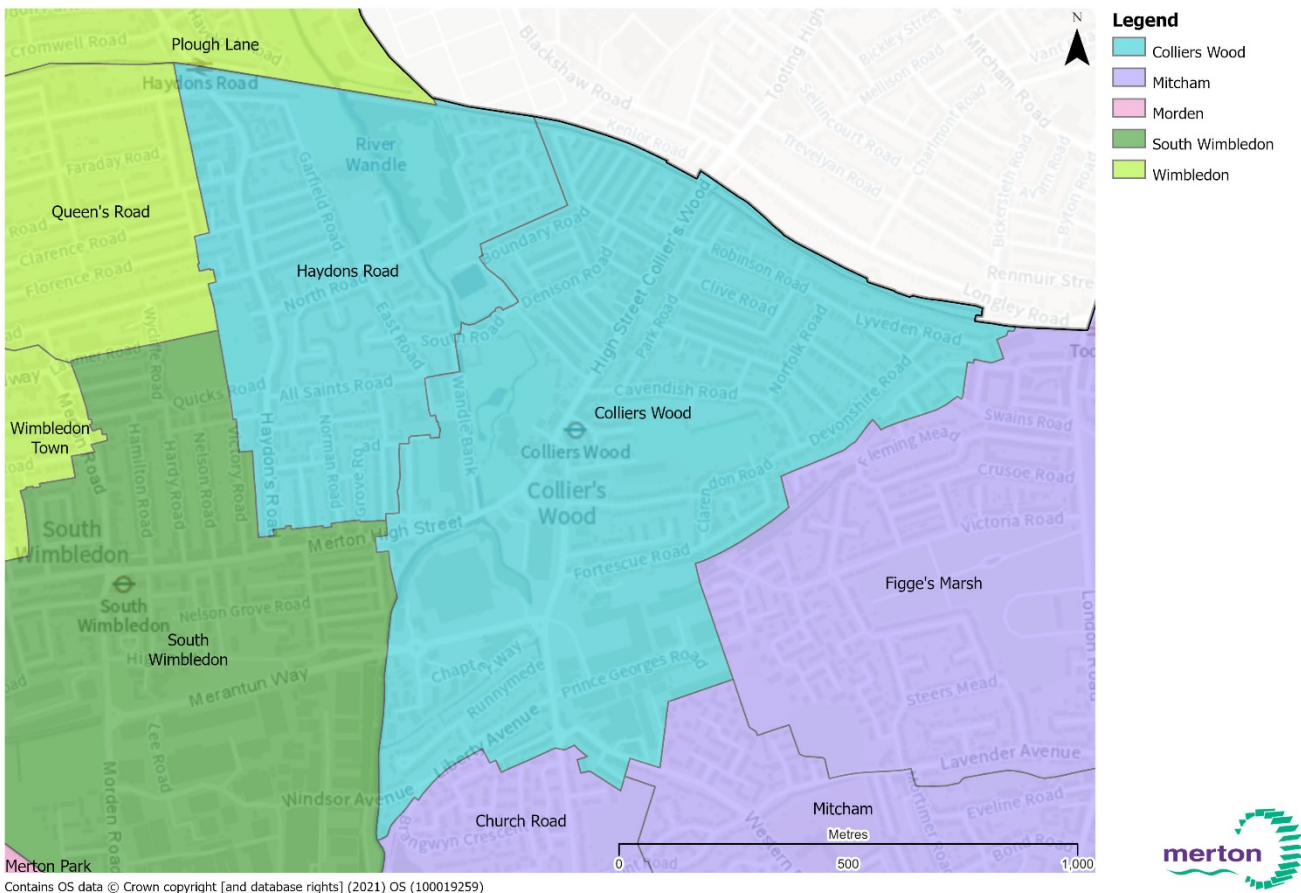 Cromwell Road
Plough Lane
Haydons Road
Blackshaw Road
Tooting High
Bickley Street
Mitcham Road
N
Legend
Colliers Wood
Mitcham
Morden
South Wimbledon
Wimbledon
Faraday Road
Queen's Road
Clarence Road
Florence Road
Road
River
Wandle
Garfield Road
Kenlor Road
Sellincourt Road
Trevelyan Road
Charlmont Road
Bickersteth Road
Byton Road
Renmuir Stre
Longley Road
Haydons Road
North Road
East Road
South Road
Boundary Road
Denison Road
High Street Collier's Wood
Park Road
Robinson Road
Clive Road
Norfolk Road
Lyveden Road
Devonshire Road
Cavendish Road
Colliers Wood
Colliers Wood
Collier's
Wood
Wandle Bank
Quicks Road
All Saints Road
Haydon's Road
Norman Road
Grove Road
Wimbledon
Town
Hamilton Road
Hardy Road
Nelson Road
Victory Road
South
Wimbledon
Merton High Street
South
Wimbledon
Nelson Grove Road
South
Wimbledon
Merantun Way
Lee Road
Morden Road
Windsor Avenue
Merton Park
Clarendon Road
Fortescue Road
Runnymede
Prince Georges Road
Liberty Avenue
Swains Road
Fleming Mead
Crusoe Road
Victoria Road
Figge's Marsh
London Road
Steers Mead
Lavender Avenue
Mitcham
Eveline Road
Church Road
Western
Metres
0
500
1,000
merton
Contains OS data © Crown copyright [and database rights] (2021) OS (100019259)